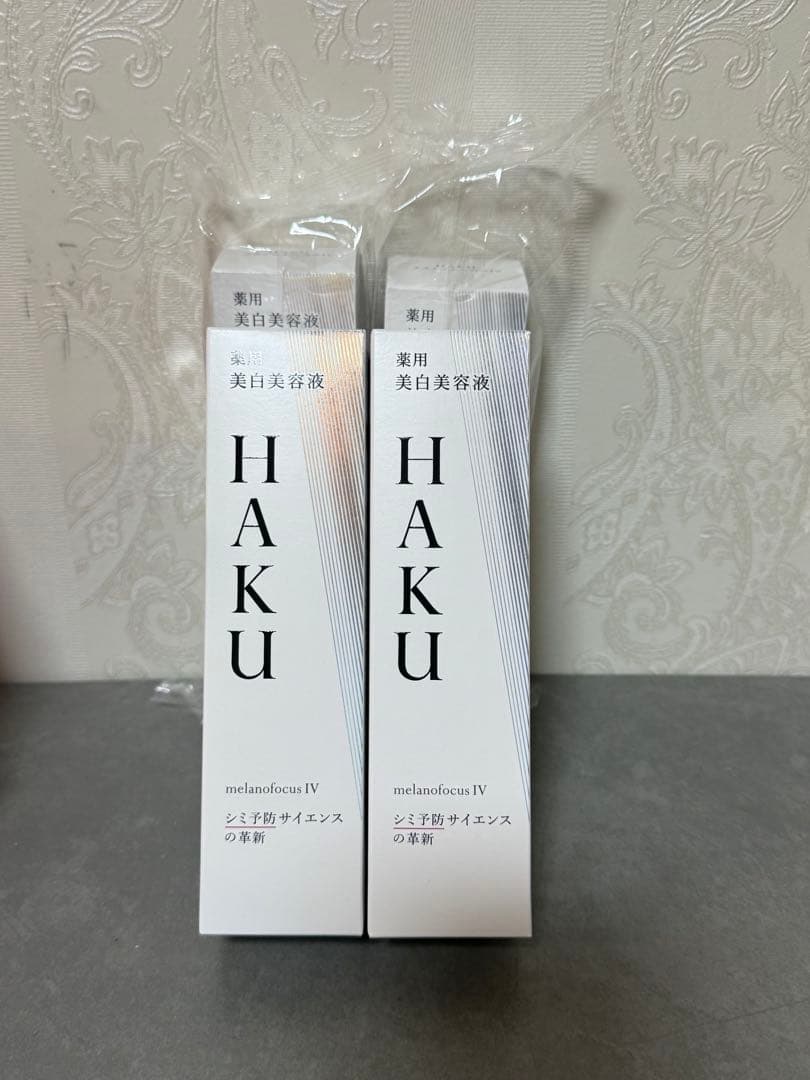 薬用
美白美容液
薬用
薬用
美白美容液
HAKU
melanofocus IV
シミ予防サイエンス
の革新
薬用
美白美容液
HAKU
melanofocus IV
シミ予防サイエンス
の革新